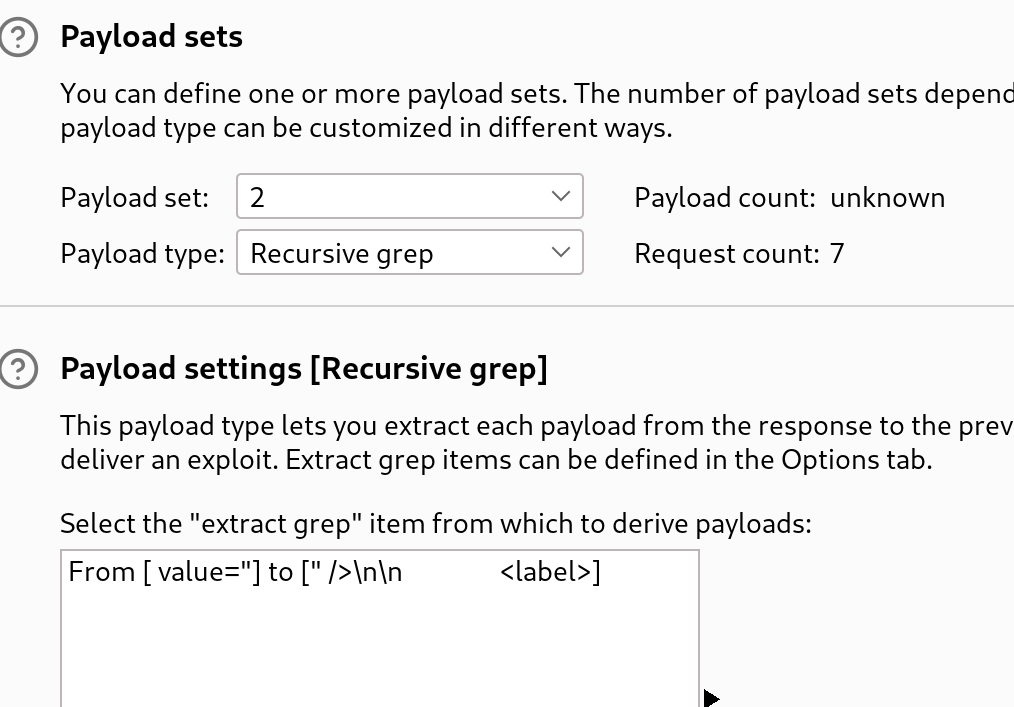 ? Payload sets
You can define one or more payload sets. The number of payload sets depend
payload type can be customized in different ways.
Payload set: 2 Payload count: unknown
Payload type: Recursive grep Request count: 7
? Payload settings [Recursive grep]
This payload type lets you extract each payload from the response to the prev
deliver an exploit. Extract grep items can be defined in the Options tab.
Select the "extract grep" item from which to derive payloads:
From [ value="] to [" />\n\n            <label>]